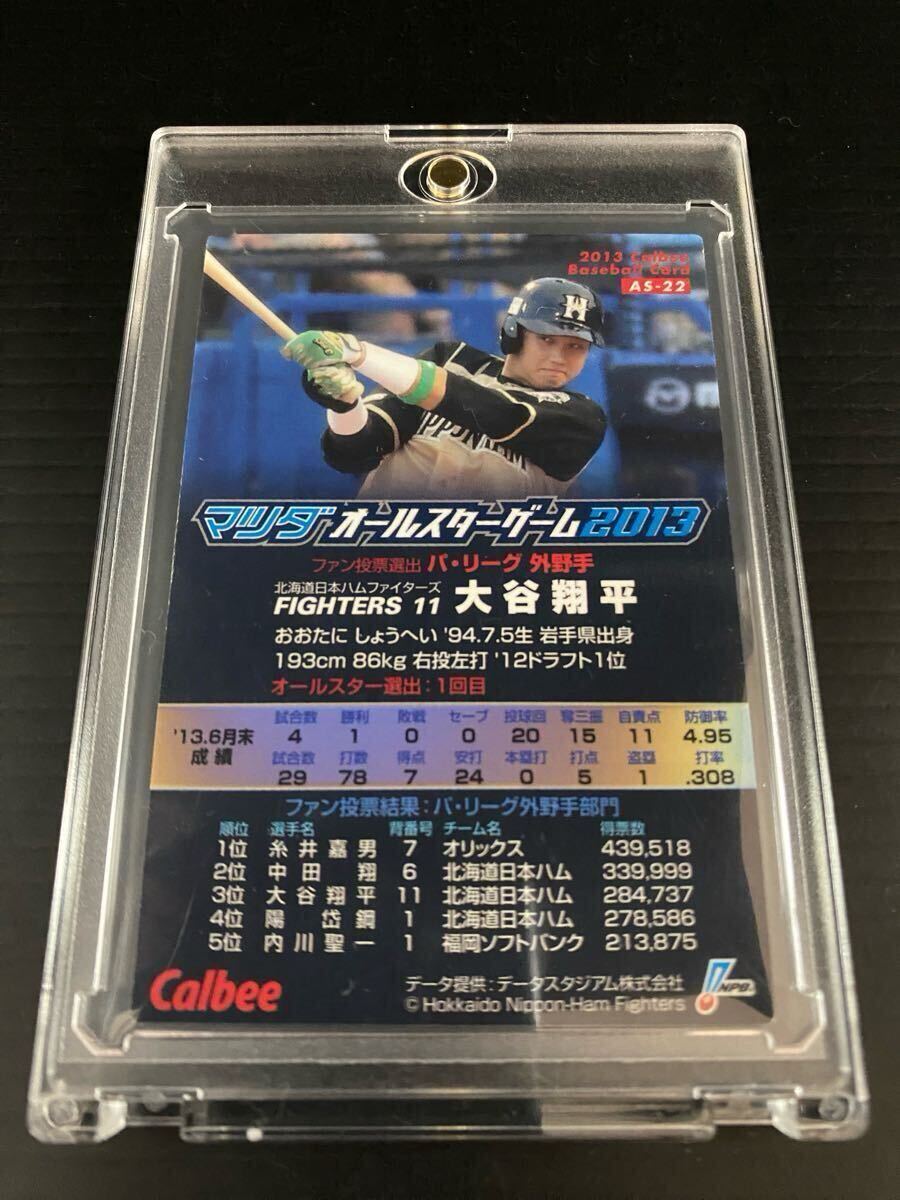 2013 Calbee
Baseball Card
AS-22
H
NIPPONHAM
マツダ オールスターゲーム2013
ファン投票選出 パ・リーグ 外野手
北海道日本ハムファイターズ
FIGHTERS 11 大谷翔平
おおたに しょうへい '94.7.5生 岩手県出身
193cm 86kg 右投左打 '12ドラフト1位
オールスター選出:1回目
試合数 勝利 敗戦 セーブ 投球回 奪三振 自責点 防御率
'13.6月末 4 1 0 0 20 15 11 4.95
成績 試合数 打数 得点 安打 本塁打 打点 盗塁 打率
29 78 7 24 0 5 1 .308
ファン投票結果:パ・リーグ外野手部門
順位 選手名 背番号 チーム名 得票数
1位 糸井嘉男 7 オリックス 439,518
2位 中田 翔 6 北海道日本ハム 339,999
3位 大谷翔平 11 北海道日本ハム 284,737
4位 陽 岱鋼 1 北海道日本ハム 278,586
5位 内川聖一 1 福岡ソフトバンク 213,875
Calbee
データ提供:データスタジアム株式会社
© Hokkaido Nippon-Ham Fighters
NPB